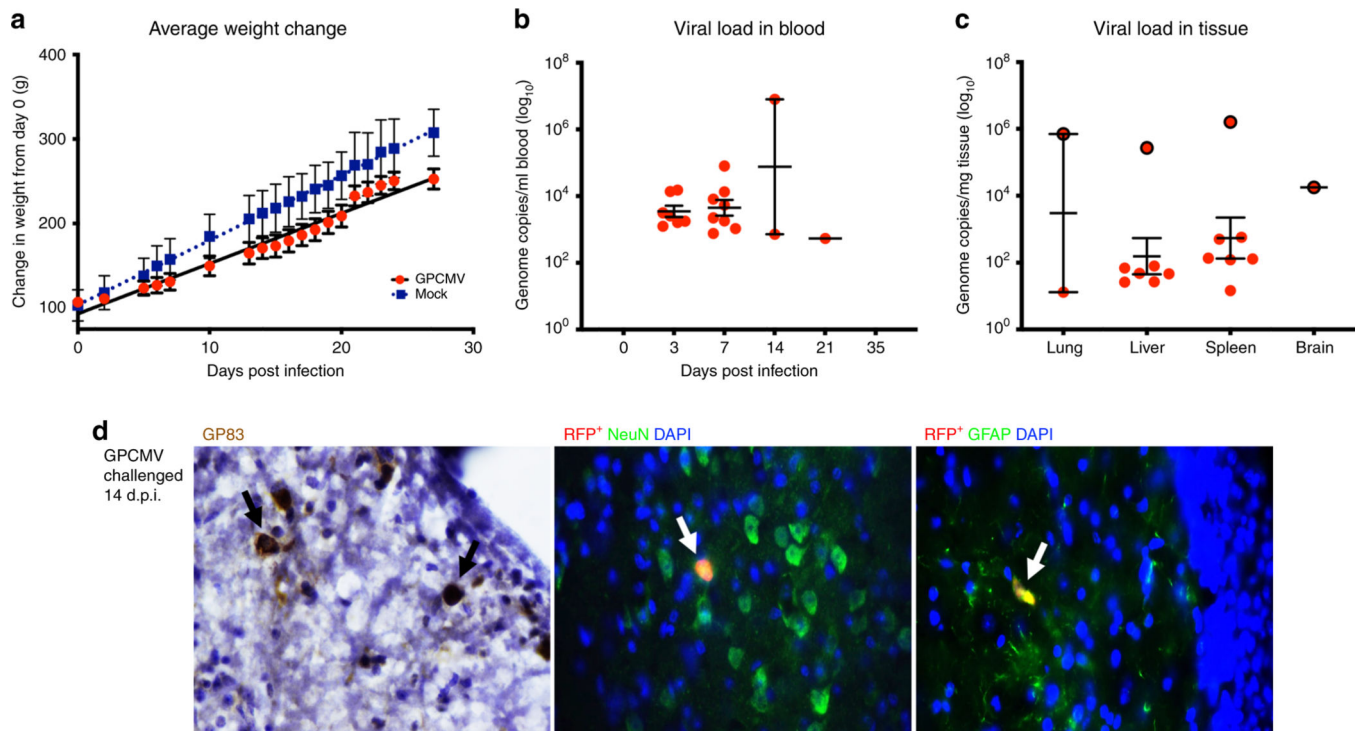 a
Average weight change
Change in weight from day 0 (g)
400
300
200
100
0
10
20
30
Days post infection
GPCMV
Mock
b
Viral load in blood
Genome copies/ml blood (log10)
10^8
10^6
10^4
10^2
10^0
0
3
7
14
21
35
Days post infection
c
Viral load in tissue
Genome copies/mg tissue (log10)
10^8
10^6
10^4
10^2
10^0
Lung
Liver
Spleen
Brain
d
GPCMV
challenged
14 d.p.i.
GP83
RFP+ NeuN DAPI
RFP+ GFAP DAPI